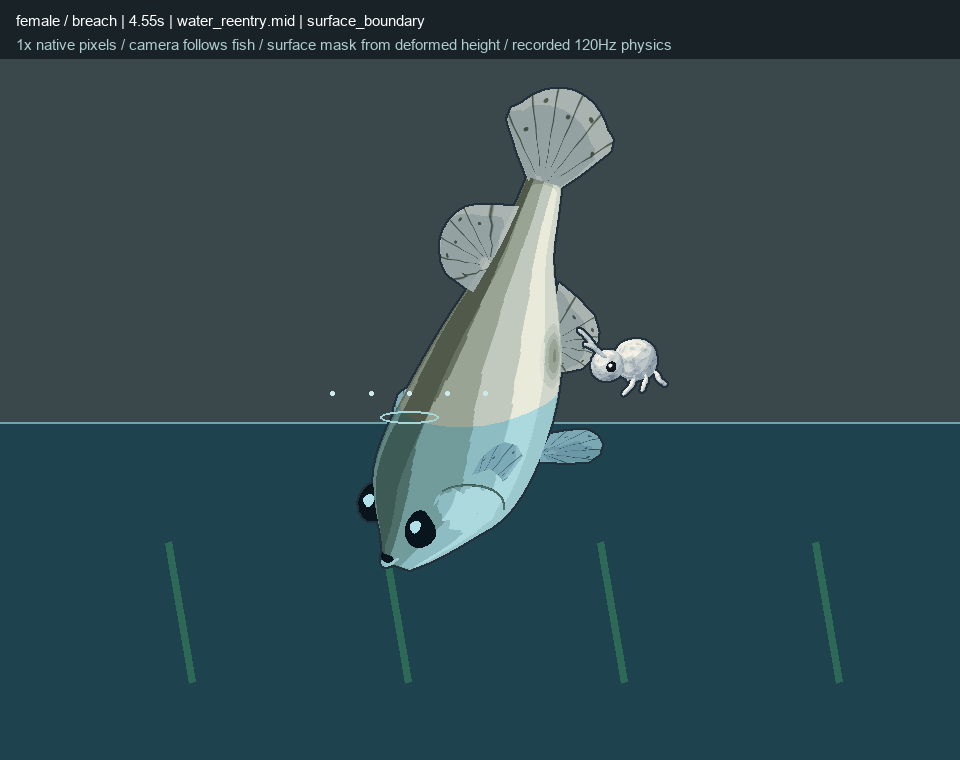 female / breach | 4.55s | water_reentry.mid | surface_boundary
1x native pixels / camera follows fish / surface mask from deformed height / recorded 120Hz physics